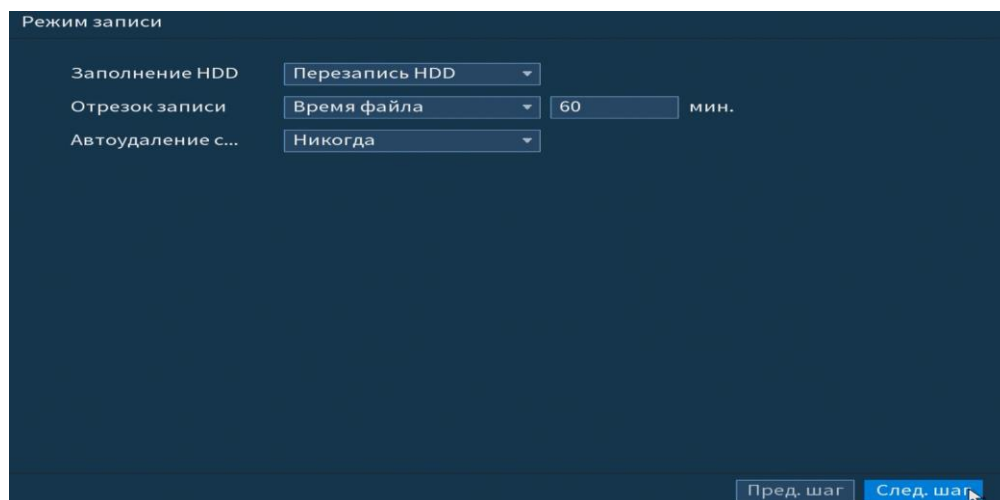 Режим записи
Заполнение HDD Перезапись HDD
Отрезок записи Время файла 60 мин.
Автоудаление с... Никогда
Пред. шаг След. шаг